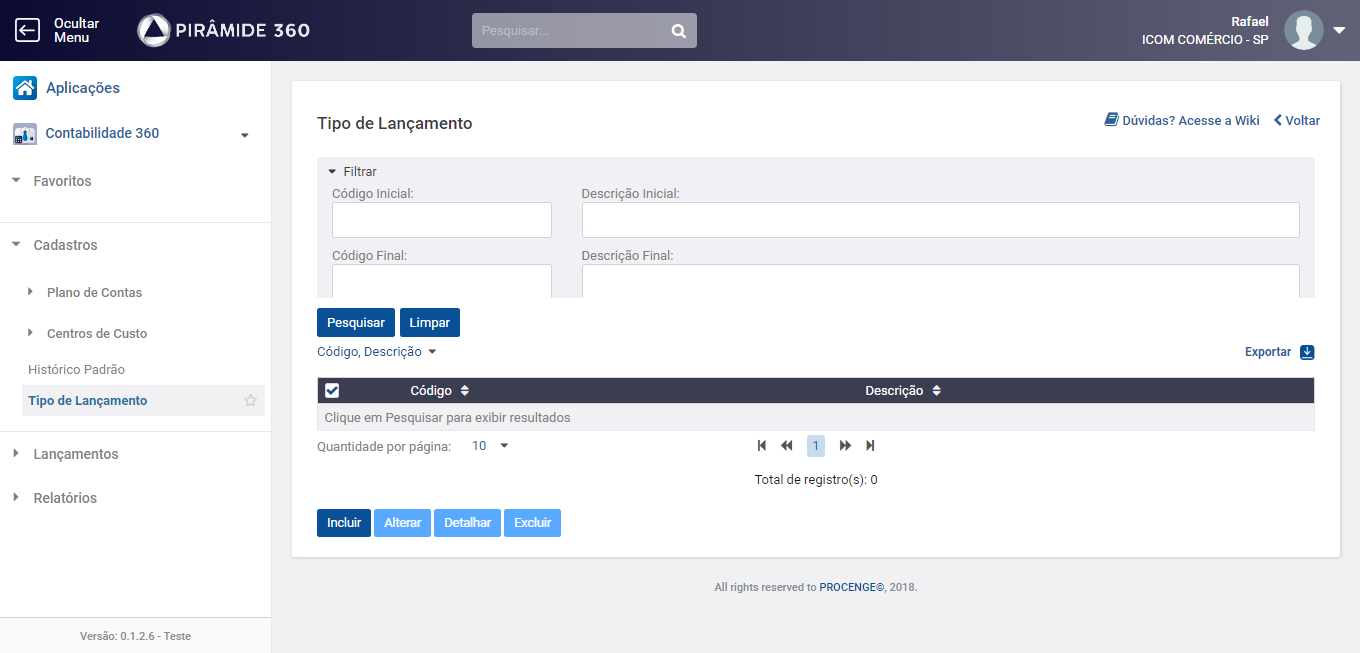 Ocultar
Menu
PIRÂMIDE 360
Pesquisar...
Rafael
ICOM COMÉRCIO - SP
Aplicações
Contabilidade 360
Favoritos
Cadastros
Plano de Contas
Centros de Custo
Histórico Padrão
Tipo de Lançamento
Lançamentos
Relatórios
Versão: 0.1.2.6 - Teste
Tipo de Lançamento
Dúvidas? Acesse a Wiki
Voltar
Filtrar
Código Inicial:
Descrição Inicial:
Código Final:
Descrição Final:
Pesquisar
Limpar
Código, Descrição
Exportar
Código
Descrição
Clique em Pesquisar para exibir resultados
Quantidade por página: 10
1
Total de registro(s): 0
Incluir
Alterar
Detalhar
Excluir
All rights reserved to PROCENGE©, 2018.